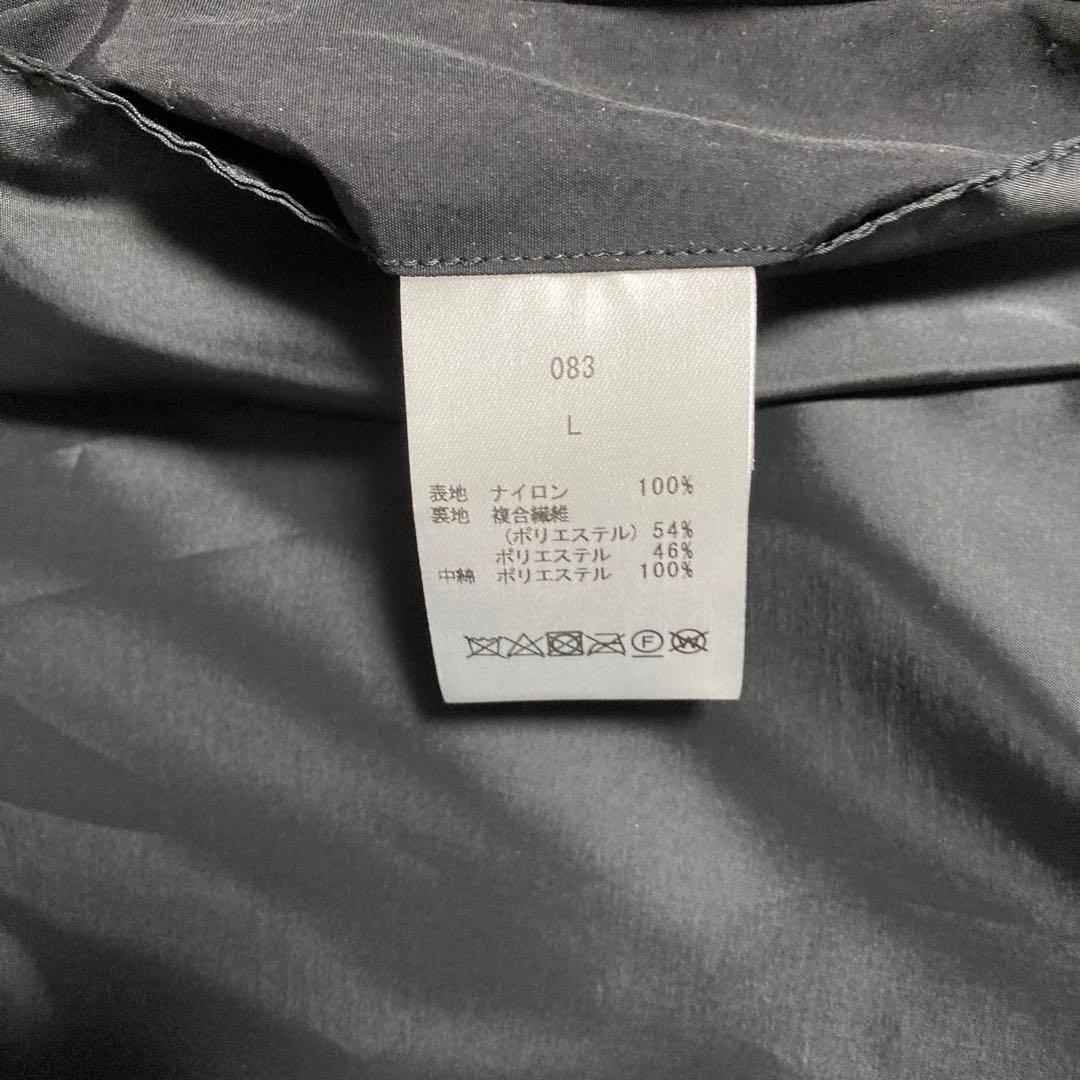 083
L
表地 ナイロン 100%
裏地 複合繊維
(ポリエステル) 54%
ポリエステル 46%
中綿 ポリエステル 100%
F W